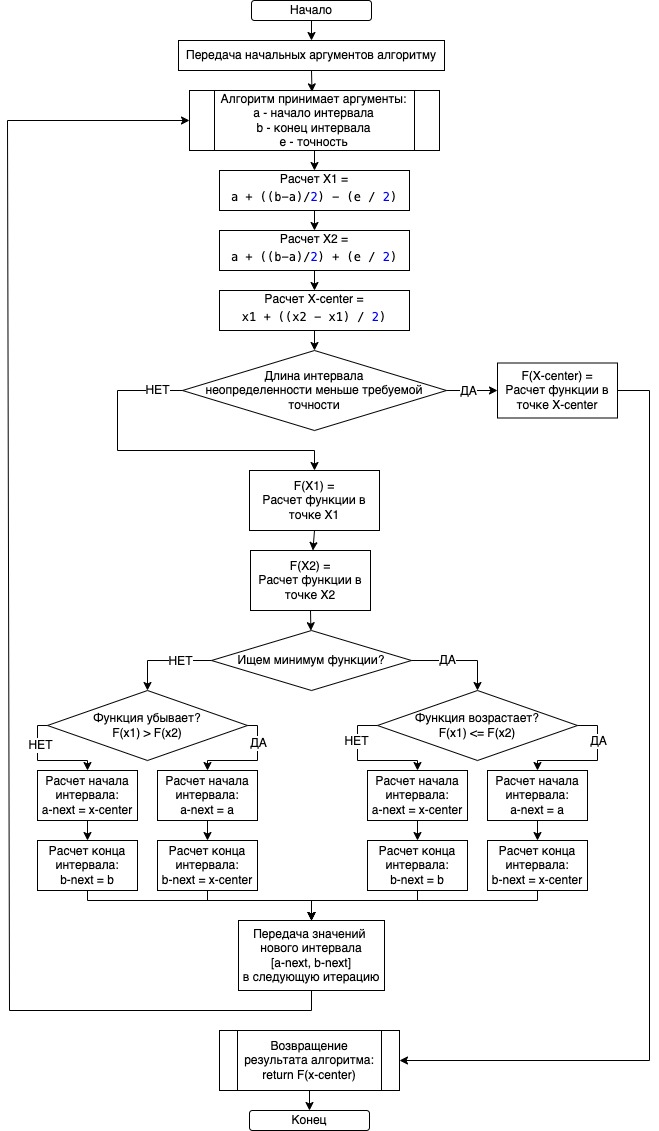 Начало
Передача начальных аргументов алгоритму
Алгоритм принимает аргументы:
a - начало интервала
b - конец интервала
e - точность
Расчет X1 =
a + ((b−a)/2) − (e / 2)
Расчет X2 =
a + ((b−a)/2) + (e / 2)
Расчет X-center =
x1 + ((x2 − x1) / 2)
Длина интервала
неопределенности меньше требуемой
точности
НЕТ
ДА
F(X-center) =
Расчет функции в
точке X-center
F(X1) =
Расчет функции в
точке X1
F(X2) =
Расчет функции в
точке X2
Ищем минимум функции?
НЕТ
ДА
Функция убывает?
F(x1) > F(x2)
НЕТ
ДА
Функция возрастает?
F(x1) <= F(x2)
НЕТ
ДА
Расчет начала
интервала:
a-next = x-center
Расчет начала
интервала:
a-next = a
Расчет начала
интервала:
a-next = x-center
Расчет начала
интервала:
a-next = a
Расчет конца
интервала:
b-next = b
Расчет конца
интервала:
b-next = x-center
Расчет конца
интервала:
b-next = b
Расчет конца
интервала:
b-next = x-center
Передача значений
нового интервала
[a-next, b-next]
в следующую итерацию
Возвращение
результата алгоритма:
return F(x-center)
Конец